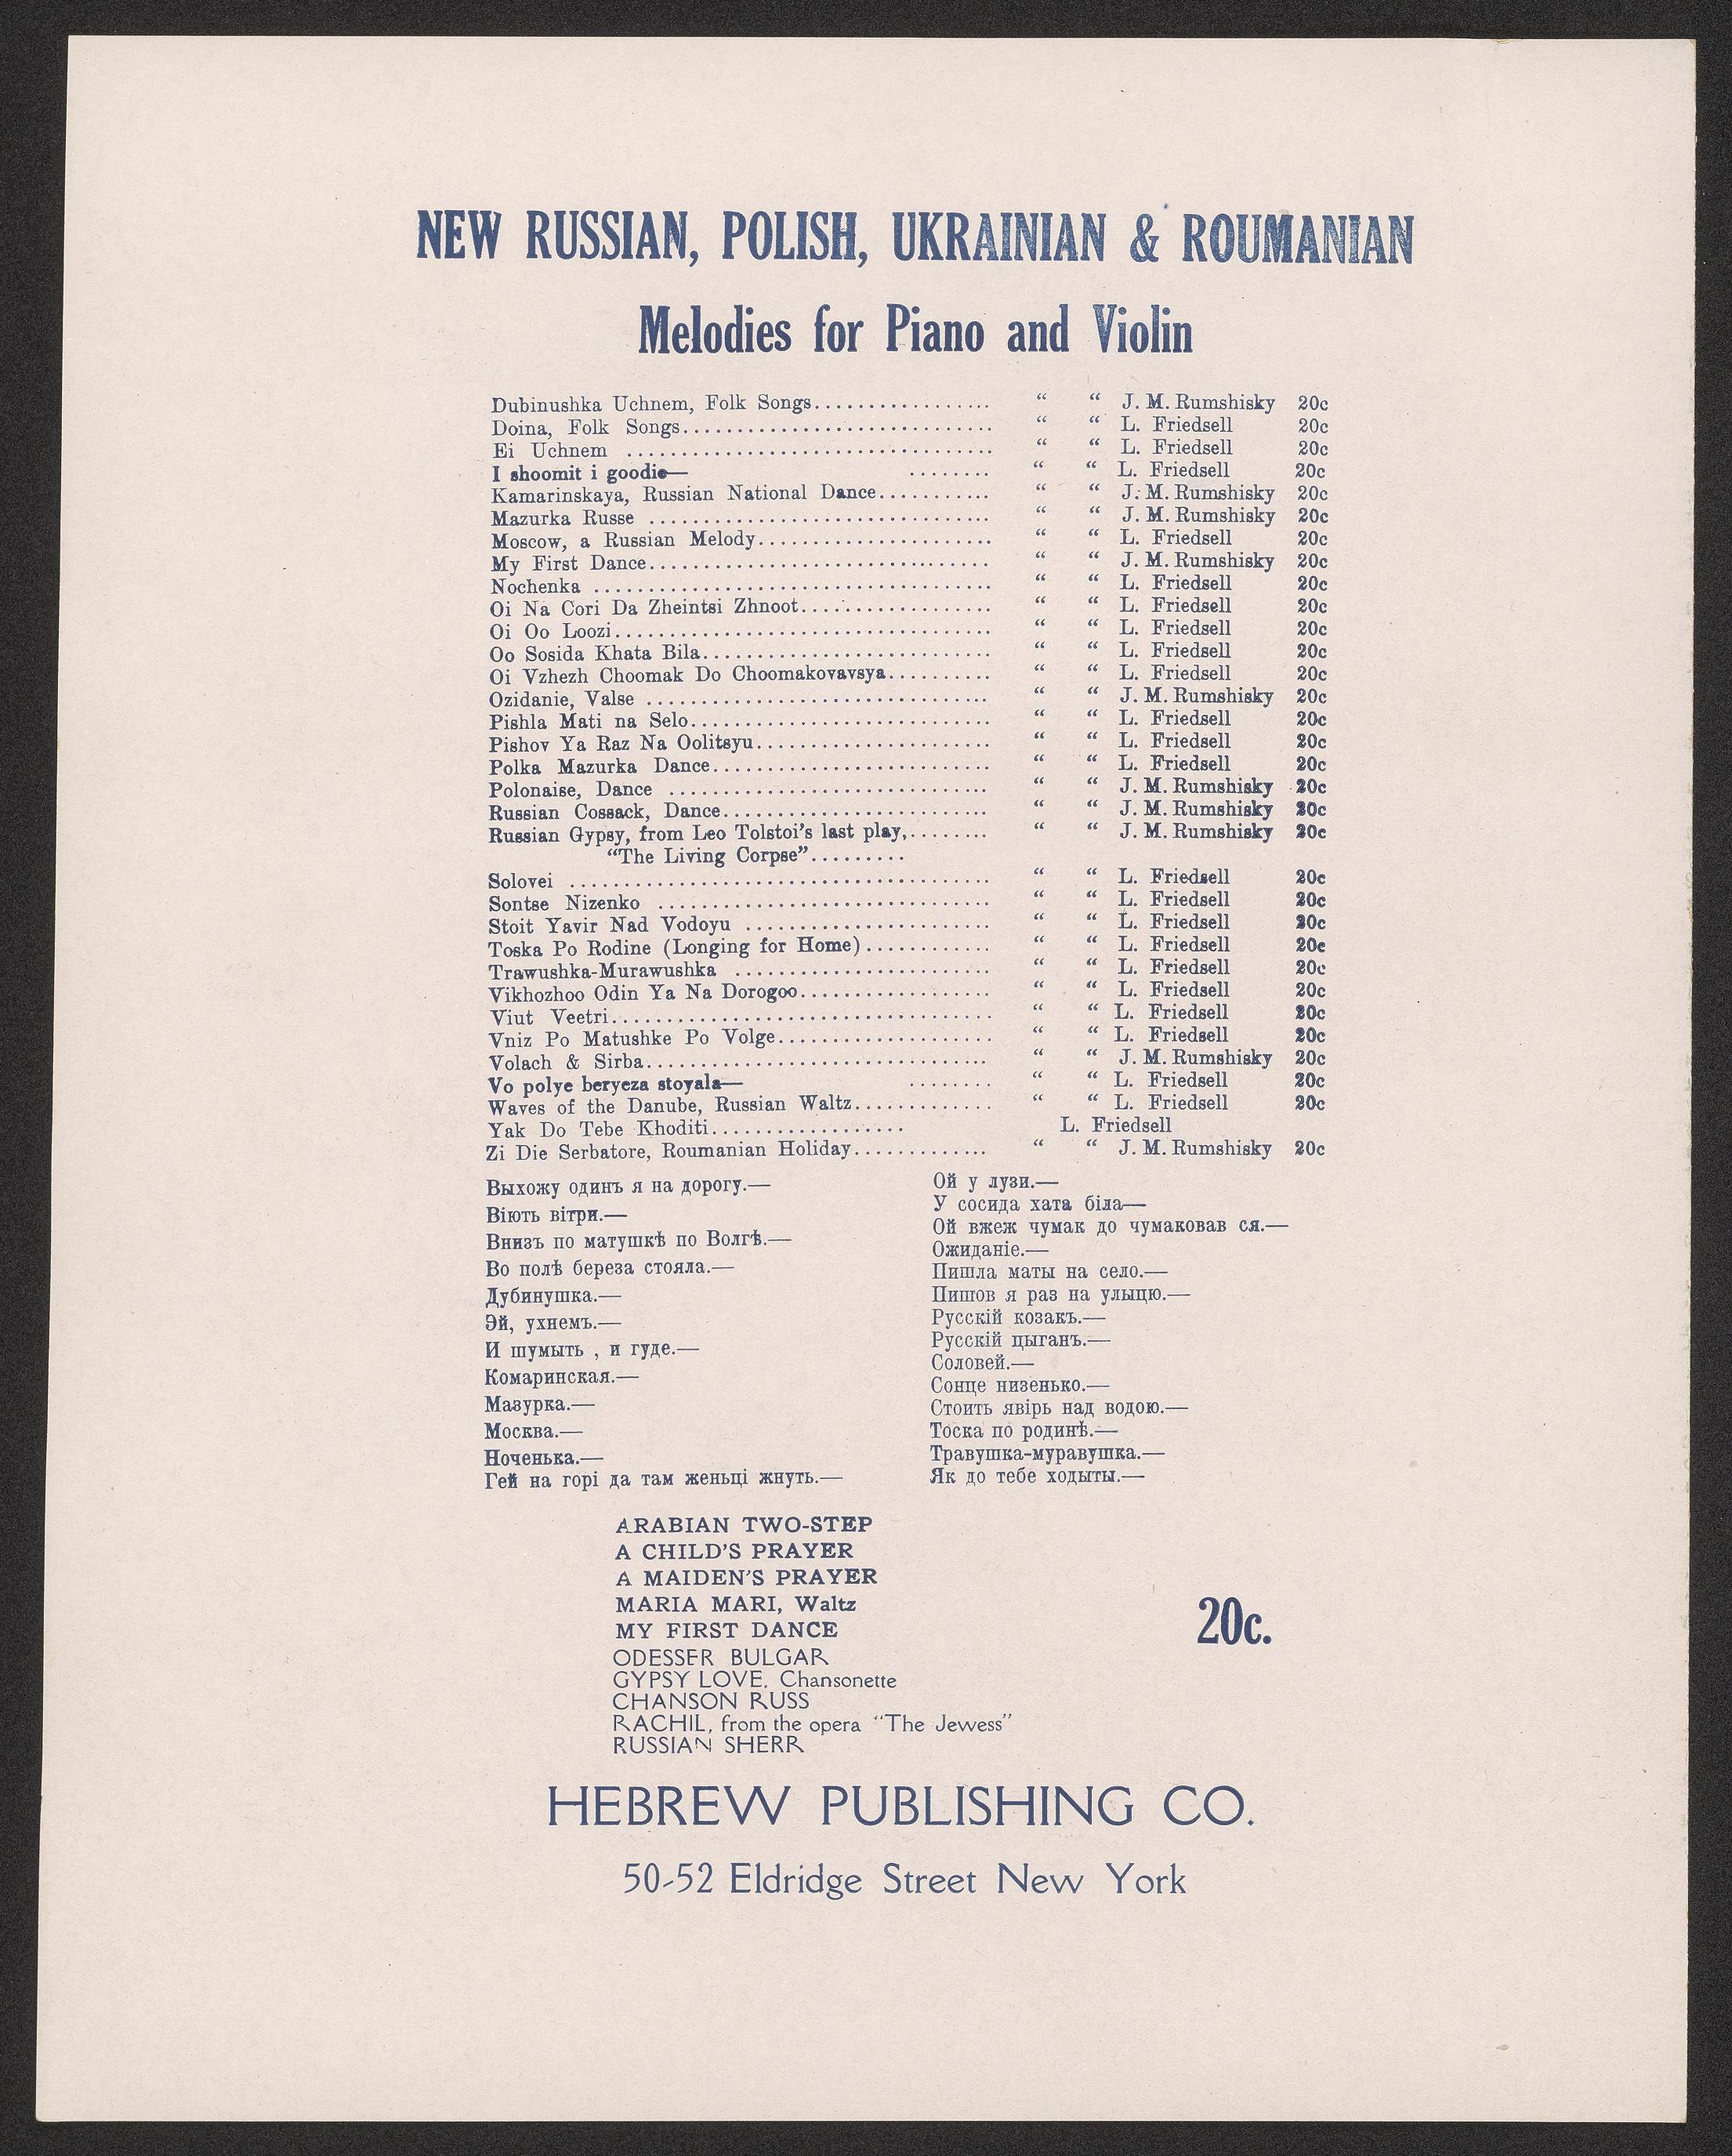 NEW RUSSIAN, POLISH, UKRAINIAN & ROUMANIAN
Melodies for Piano and Violin
Dubinushka Uchnem, Folk Songs.................. “ “ J. M. Rumshisky 20c
Doina, Folk Songs............................. “ “ L. Friedsell 20c
Ei Uchnem .................................. “ “ L. Friedsell 20c
I shoomit i goodie— ........ “ “ L. Friedsell 20c
Kamarinskaya, Russian National Dance........... “ “ J. M. Rumshisky 20c
Mazurka Russe ................................ “ “ J. M. Rumshisky 20c
Moscow, a Russian Melody...................... “ “ L. Friedsell 20c
My First Dance................................ “ “ J. M. Rumshisky 20c
Nochenka ..................................... “ “ L. Friedsell 20c
Oi Na Cori Da Zheintsi Zhnoot.................. “ “ L. Friedsell 20c
Oi Oo Loozi................................... “ “ L. Friedsell 20c
Oo Sosida Khata Bila........................... “ “ L. Friedsell 20c
Oi Vzhezh Choomak Do Choomakovavsya.......... “ “ L. Friedsell 20c
Ozidanie, Valse ................................ “ “ J. M. Rumshisky 20c
Pishla Mati na Selo............................ “ “ L. Friedsell 20c
Pishov Ya Raz Na Oolitsyu...................... “ “ L. Friedsell 20c
Polka Mazurka Dance.......................... “ “ L. Friedsell 20c
Polonaise, Dance .............................. “ “ J. M. Rumshisky 20c
Russian Cossack, Dance......................... “ “ J. M. Rumshisky 20c
Russian Gypsy, from Leo Tolstoi's last play,........ “ “ J. M. Rumshisky 20c
“The Living Corpse”.........
Solovei ....................................... “ “ L. Friedsell 20c
Sontse Nizenko ............................... “ “ L. Friedsell 20c
Stoit Yavir Nad Vodoyu ....................... “ “ L. Friedsell 20c
Toska Po Rodine (Longing for Home)............ “ “ L. Friedsell 20c
Trawushka-Murawushka ........................ “ “ L. Friedsell 20c
Vikhozhoo Odin Ya Na Dorogoo.................. “ “ L. Friedsell 20c
Viut Veetri.................................... “ “ L. Friedsell 20c
Vniz Po Matushke Po Volge.................... “ “ L. Friedsell 20c
Volach & Sirba................................ “ “ J. M. Rumshisky 20c
Vo polye beryeza stoyala— ........ “ “ L. Friedsell 20c
Waves of the Danube, Russian Waltz............. “ “ L. Friedsell 20c
Yak Do Tebe Khoditi.................. L. Friedsell
Zi Die Serbatore, Roumanian Holiday............. “ “ J. M. Rumshisky 20c
Выхожу одинъ я на дорогу.—
Віють вітри.—
Внизъ по матушкѣ по Волгѣ.—
Во полѣ береза стояла.—
Дубинушка.—
Эй, ухнемъ.—
И шумыть , и гуде.—
Комаринская.—
Мазурка.—
Москва.—
Ноченька.—
Гей на горі да там женьці жнуть.—
Ой у лузи.—
У сосида хата біла—
Ой вжеж чумак до чумаковав ся.—
Ожиданіе.—
Пишла маты на село.—
Пишов я раз на улыцю.—
Русскій козакъ.—
Русскій цыганъ.—
Соловей.—
Сонце низенько.—
Стоить явірь над водою.—
Тоска по родинѣ.—
Травушка-муравушка.—
Як до тебе ходыты.—
ARABIAN TWO-STEP
A CHILD'S PRAYER
A MAIDEN'S PRAYER
MARIA MARI, Waltz
MY FIRST DANCE
ODESSER BULGAR
GYPSY LOVE, Chansonette
CHANSON RUSS
RACHIL, from the opera “The Jewess”
RUSSIAN SHERR
20c.
HEBREW PUBLISHING CO.
50-52 Eldridge Street New York